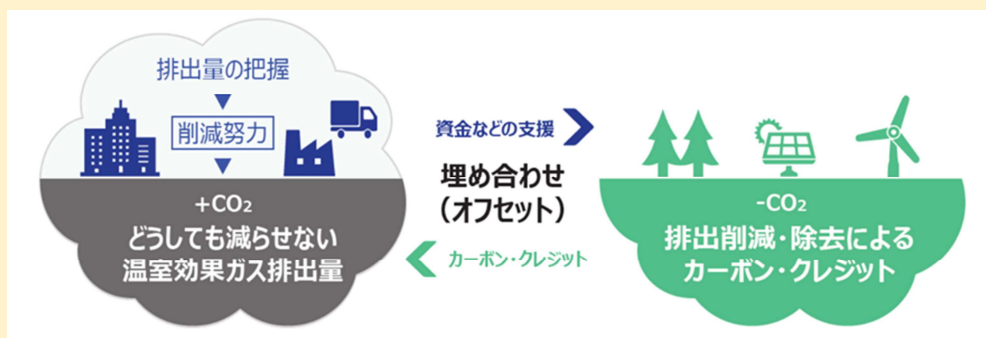 排出量の把握
削減努力
+CO₂
どうしても減らせない
温室効果ガス排出量
資金などの支援
埋め合わせ
（オフセット）
カーボン・クレジット
-CO₂
排出削減・除去による
カーボン・クレジット